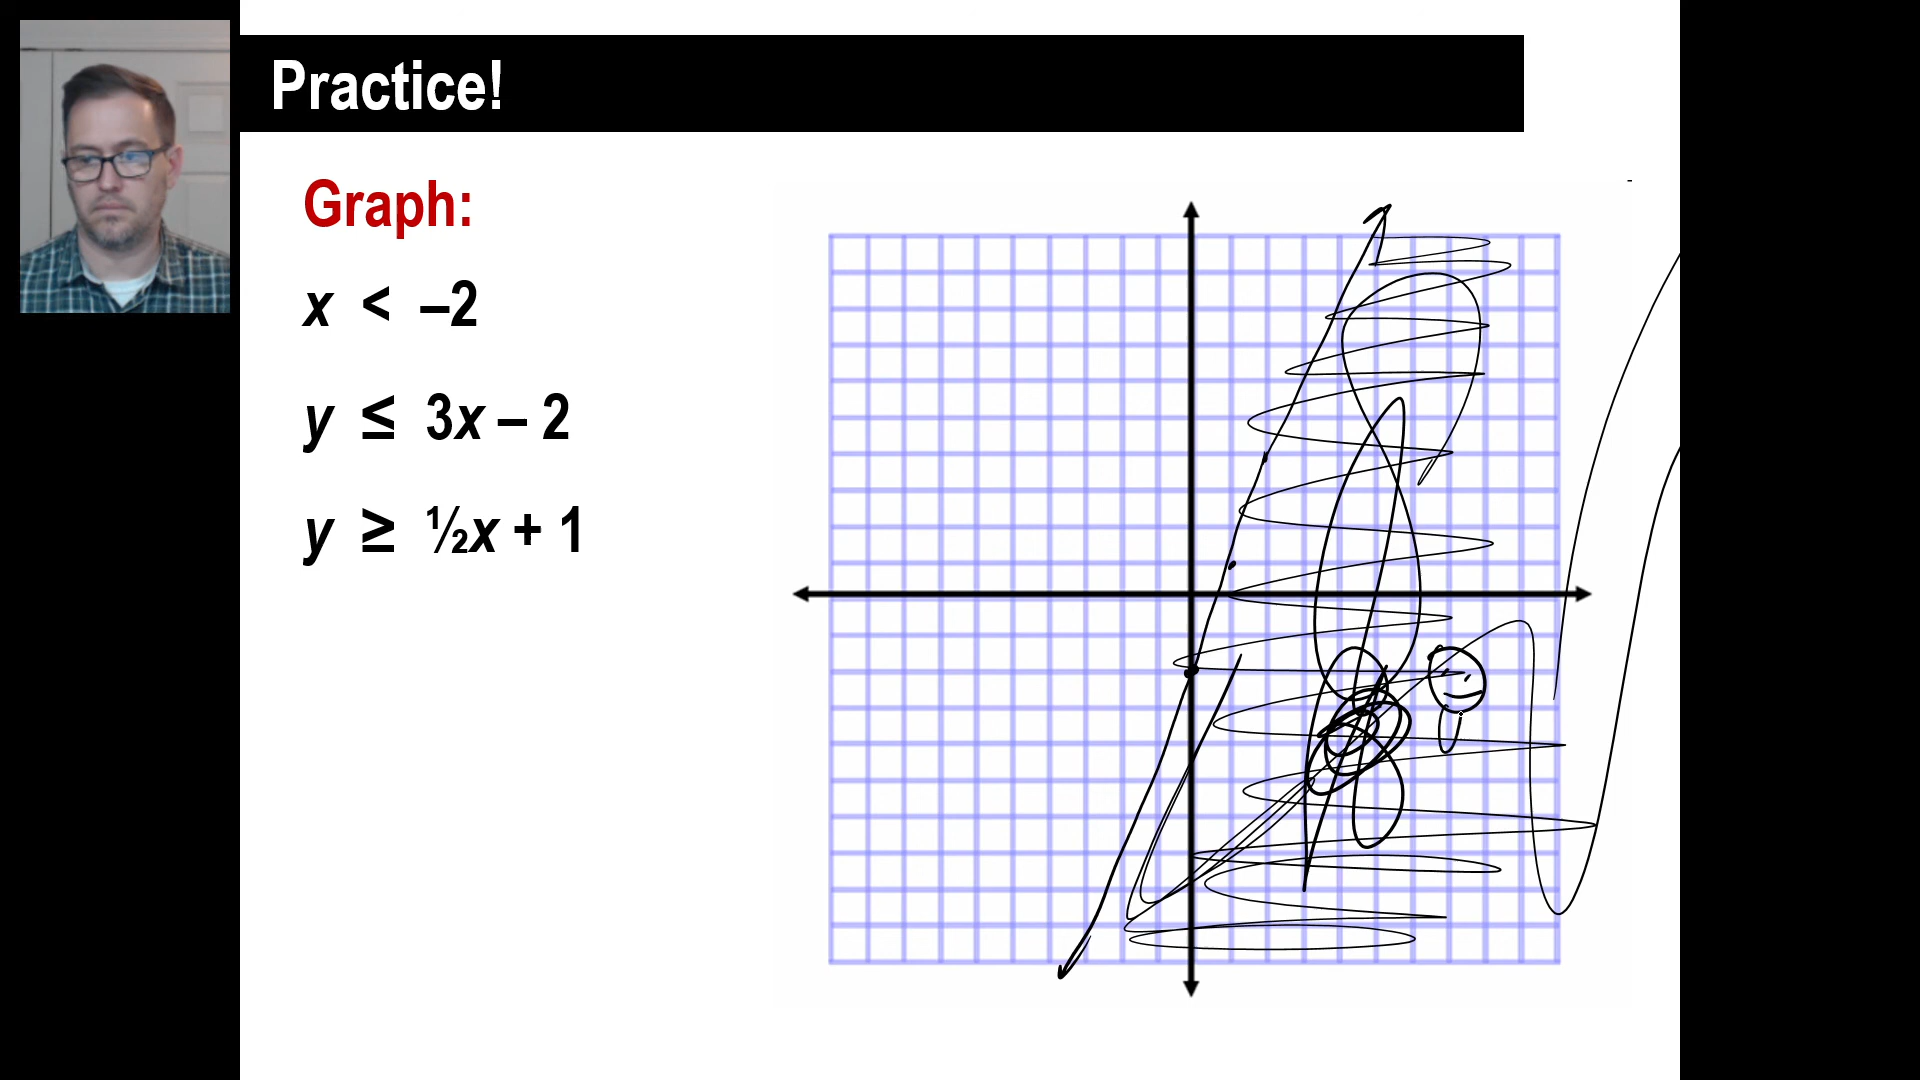 Practice!
Graph:
x < –2
y ≤ 3x – 2
y ≥ ½x + 1